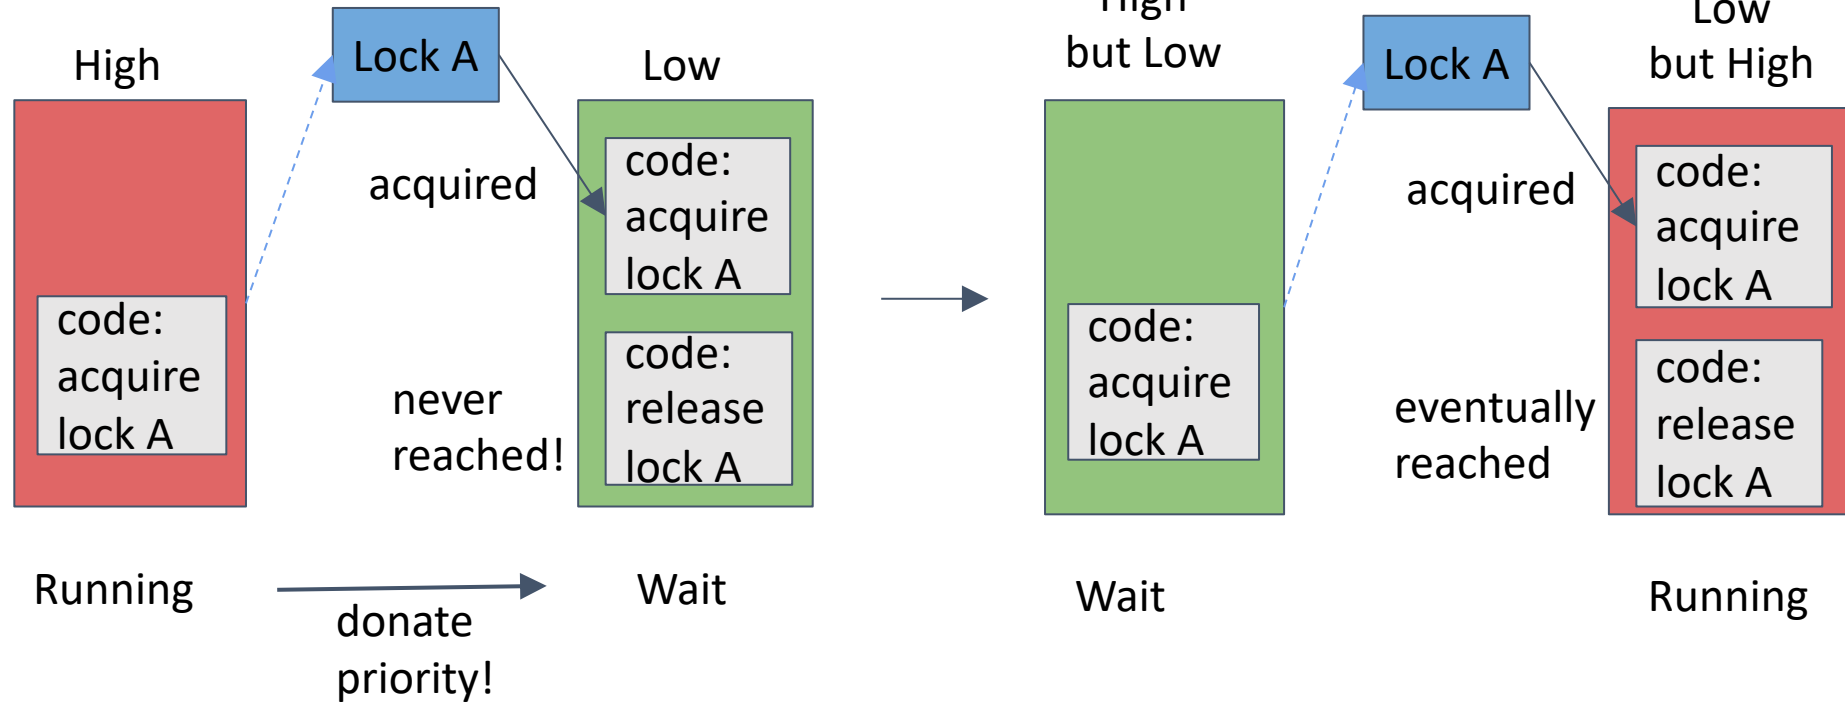 High
Lock A
Low
acquired
code:
acquire
lock A
code:
acquire
lock A
never
reached!
code:
release
lock A
Running
donate
priority!
Wait
High
but Low
Lock A
Low
but High
acquired
code:
acquire
lock A
code:
acquire
lock A
eventually
reached
code:
release
lock A
Wait
Running